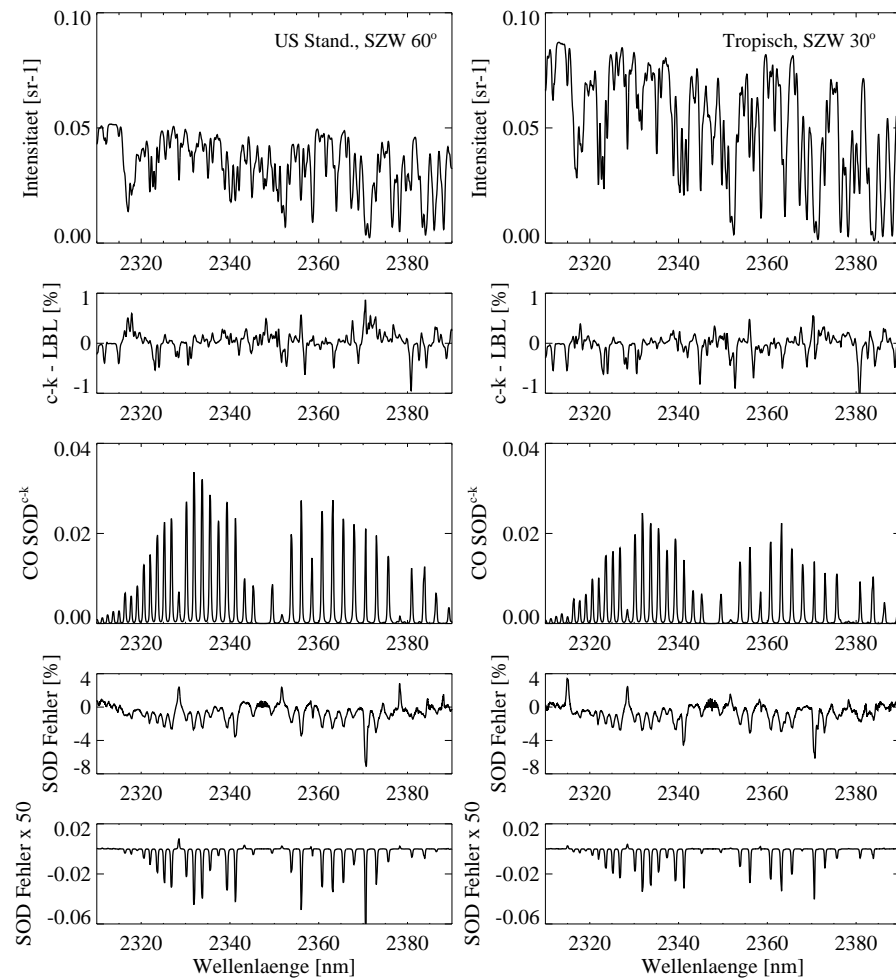 US Stand., SZW 60°
Intensitaet [sr-1]
0.10
0.05
0.00
2320 2340 2360 2380
c-k - LBL [%]
1
0
-1
2320 2340 2360 2380
CO SOD^c-k
0.04
0.02
0.00
2320 2340 2360 2380
SOD Fehler [%]
4
0
-4
-8
2320 2340 2360 2380
SOD Fehler x 50
0.02
-0.02
-0.06
2320 2340 2360 2380
Wellenlaenge [nm]
Tropisch, SZW 30°
Intensitaet [sr-1]
0.10
0.05
0.00
2320 2340 2360 2380
c-k - LBL [%]
1
0
-1
2320 2340 2360 2380
CO SOD^c-k
0.04
0.02
0.00
2320 2340 2360 2380
SOD Fehler [%]
4
0
-4
-8
2320 2340 2360 2380
SOD Fehler x 50
0.02
-0.02
-0.06
2320 2340 2360 2380
Wellenlaenge [nm]